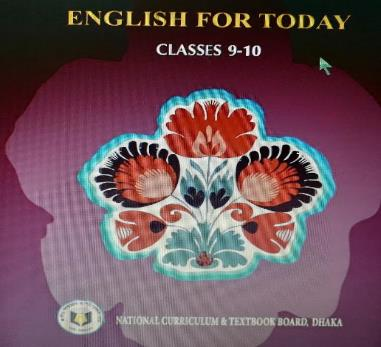 ENGLISH FOR TODAY
CLASSES 9-10
NATIONAL CURRICULUM & TEXTBOOK BOARD, DHAKA